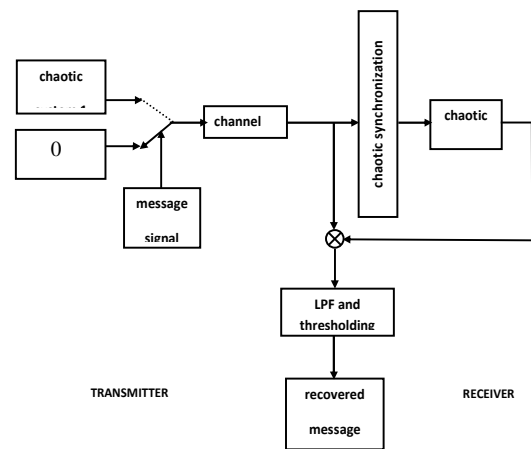 chaotic
0
message
signal
channel
chaotic synchronization
chaotic
LPF and
thresholding
recovered
message
TRANSMITTER
RECEIVER